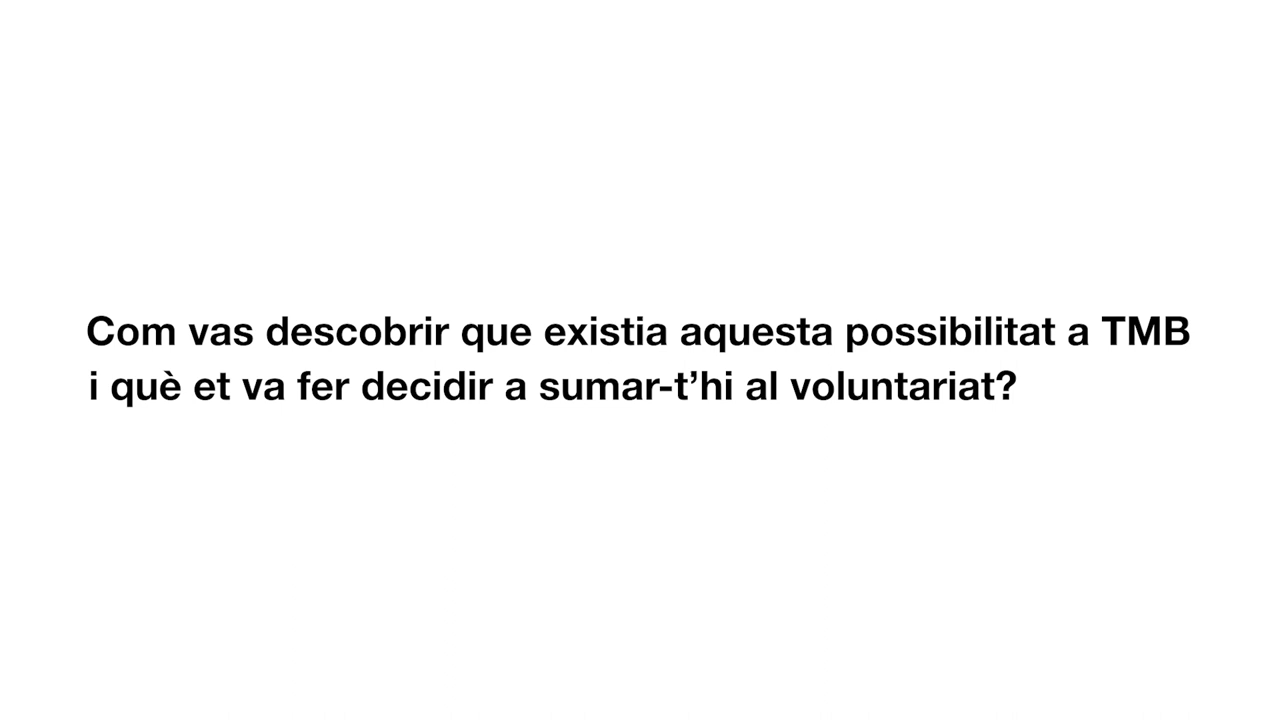 Com vas descobrir que existia aquesta possibilitat a TMB
i què et va fer decidir a sumar-t’hi al voluntariat?